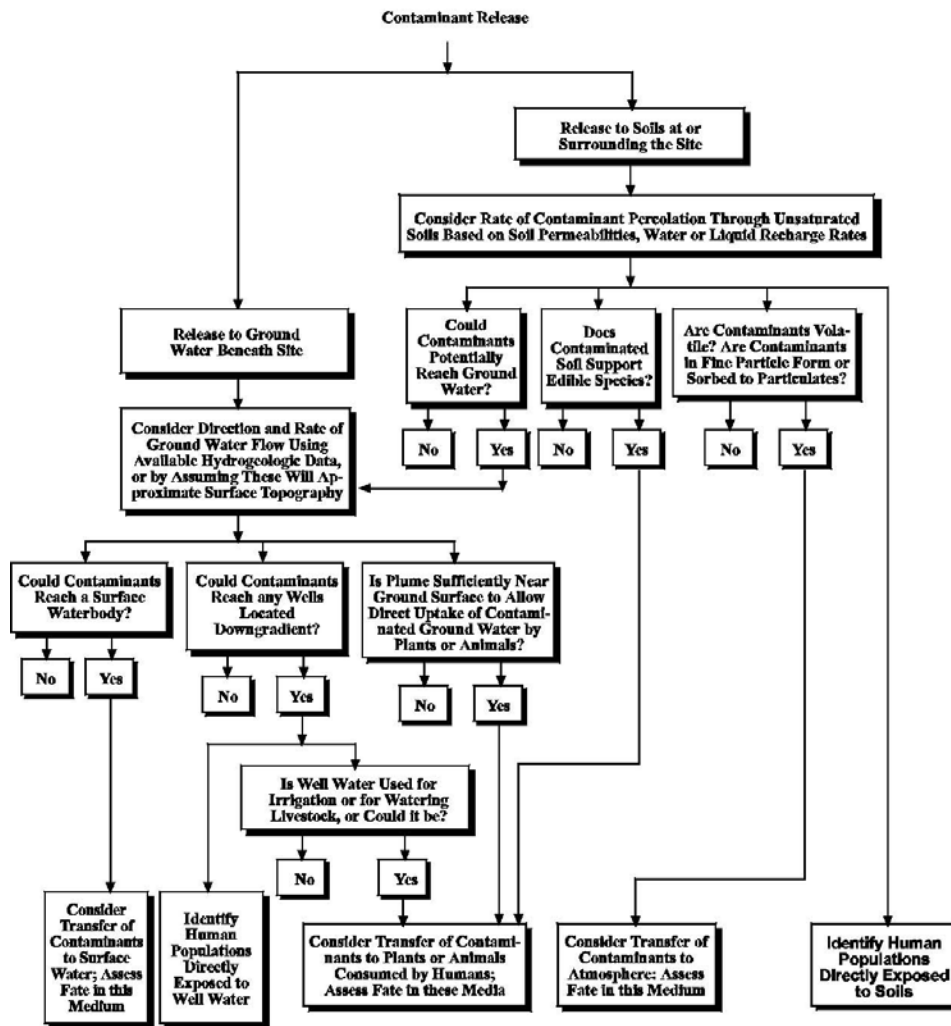 Contaminant Release
Release to Soils at or
Surrounding the Site
Consider Rate of Contaminant Percolation Through Unsaturated
Soils Based on Soil Permeabilities, Water or Liquid Recharge Rates
Release to Ground
Water Beneath Site
Could
Contaminants
Potentially
Reach Ground
Water?
Does
Contaminated
Soil Support
Edible Species?
Are Contaminants Vola-
tile? Are Contaminants
in Fine Particle Form or
Sorbed to Particulates?
No
Yes
No
Yes
No
Yes
Consider Direction and Rate of
Ground Water Flow Using
Available Hydrogeologic Data,
or by Assuming These Will Ap-
proximate Surface Topography
Could Contaminants
Reach a Surface
Waterbody?
Could Contaminants
Reach any Wells
Located
Downgradient?
Is Plume Sufficiently Near
Ground Surface to Allow
Direct Uptake of Contami-
nated Ground Water by
Plants or Animals?
No
Yes
No
Yes
No
Yes
Is Well Water Used for
Irrigation or for Watering
Livestock, or Could it be?
No
Yes
Consider
Transfer of
Contaminants
to Surface
Water; Assess
Fate in this
Medium
Identify
Human
Populations
Directly
Exposed to
Well Water
Consider Transfer of Contami-
nants to Plants or Animals
Consumed by Humans;
Assess Fate in these Media
Consider Transfer of
Contaminants to
Atmosphere: Assess
Fate in this Medium
Identify Human
Populations
Directly Exposed
to Soils